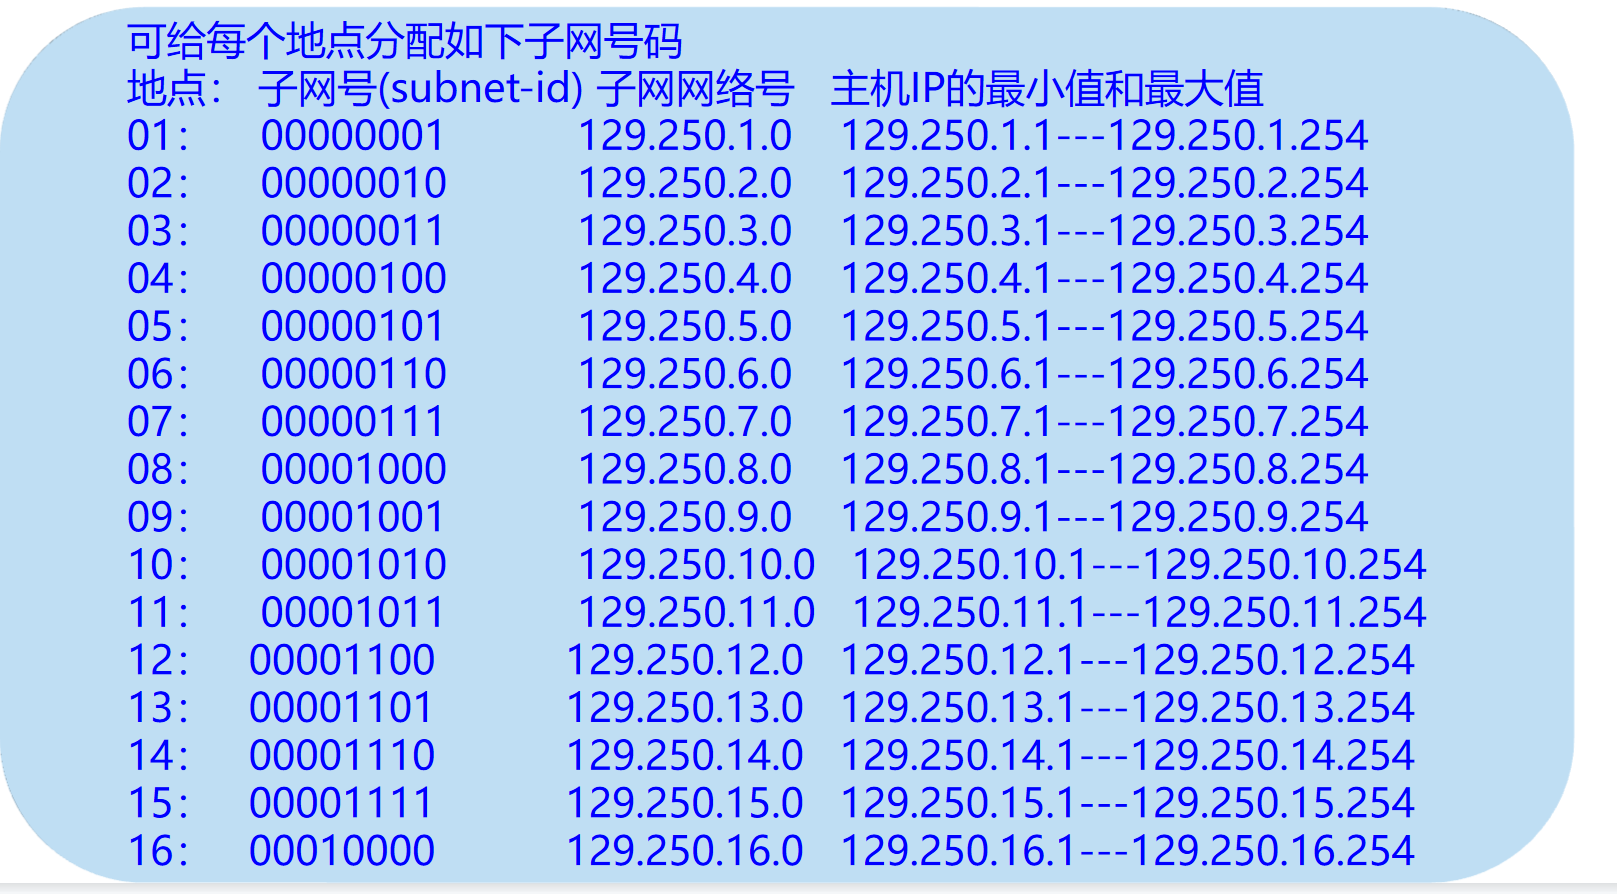 可给每个地点分配如下子网号码
地点： 子网号(subnet-id) 子网网络号 主机IP的最小值和最大值
01： 00000001 129.250.1.0 129.250.1.1---129.250.1.254
02： 00000010 129.250.2.0 129.250.2.1---129.250.2.254
03： 00000011 129.250.3.0 129.250.3.1---129.250.3.254
04： 00000100 129.250.4.0 129.250.4.1---129.250.4.254
05： 00000101 129.250.5.0 129.250.5.1---129.250.5.254
06： 00000110 129.250.6.0 129.250.6.1---129.250.6.254
07： 00000111 129.250.7.0 129.250.7.1---129.250.7.254
08： 00001000 129.250.8.0 129.250.8.1---129.250.8.254
09： 00001001 129.250.9.0 129.250.9.1---129.250.9.254
10： 00001010 129.250.10.0 129.250.10.1---129.250.10.254
11： 00001011 129.250.11.0 129.250.11.1---129.250.11.254
12： 00001100 129.250.12.0 129.250.12.1---129.250.12.254
13： 00001101 129.250.13.0 129.250.13.1---129.250.13.254
14： 00001110 129.250.14.0 129.250.14.1---129.250.14.254
15： 00001111 129.250.15.0 129.250.15.1---129.250.15.254
16： 00010000 129.250.16.0 129.250.16.1---129.250.16.254